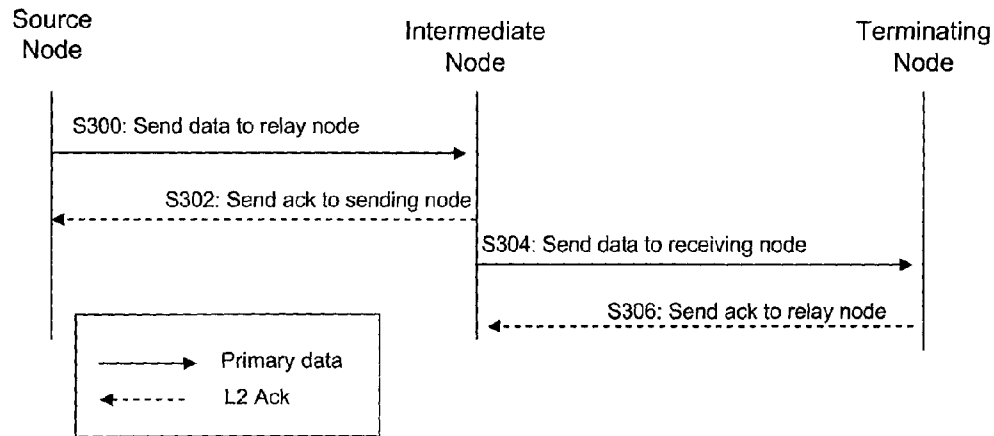 Source
Node
Intermediate
Node
Terminating
Node
S300: Send data to relay node
S302: Send ack to sending node
S304: Send data to receiving node
S306: Send ack to relay node
Primary data
L2 Ack